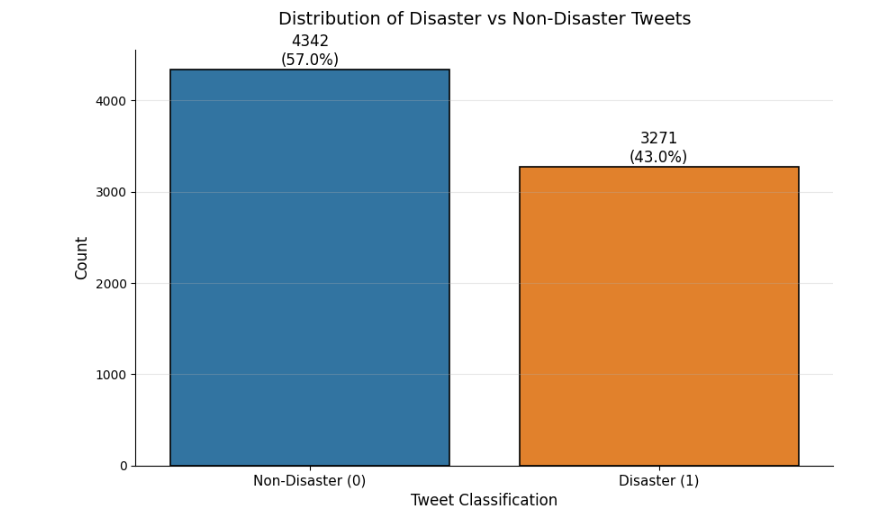 Distribution of Disaster vs Non-Disaster Tweets
4342
(57.0%)
3271
(43.0%)
4000
3000
2000
1000
0
Count
Non-Disaster (0)
Disaster (1)
Tweet Classification